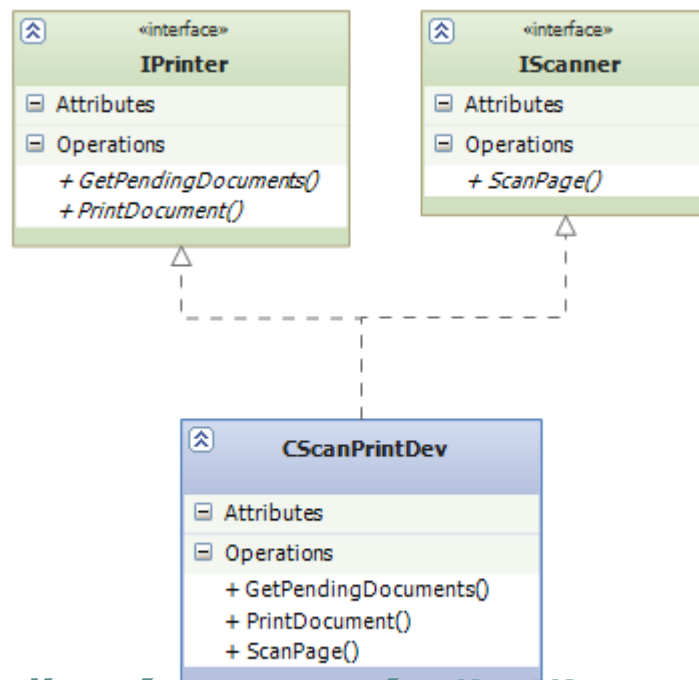 «interface»
IPrinter
Attributes
Operations
+ GetPendingDocuments()
+ PrintDocument()
«interface»
IScanner
Attributes
Operations
+ ScanPage()
CScanPrintDev
Attributes
Operations
+ GetPendingDocuments()
+ PrintDocument()
+ ScanPage()